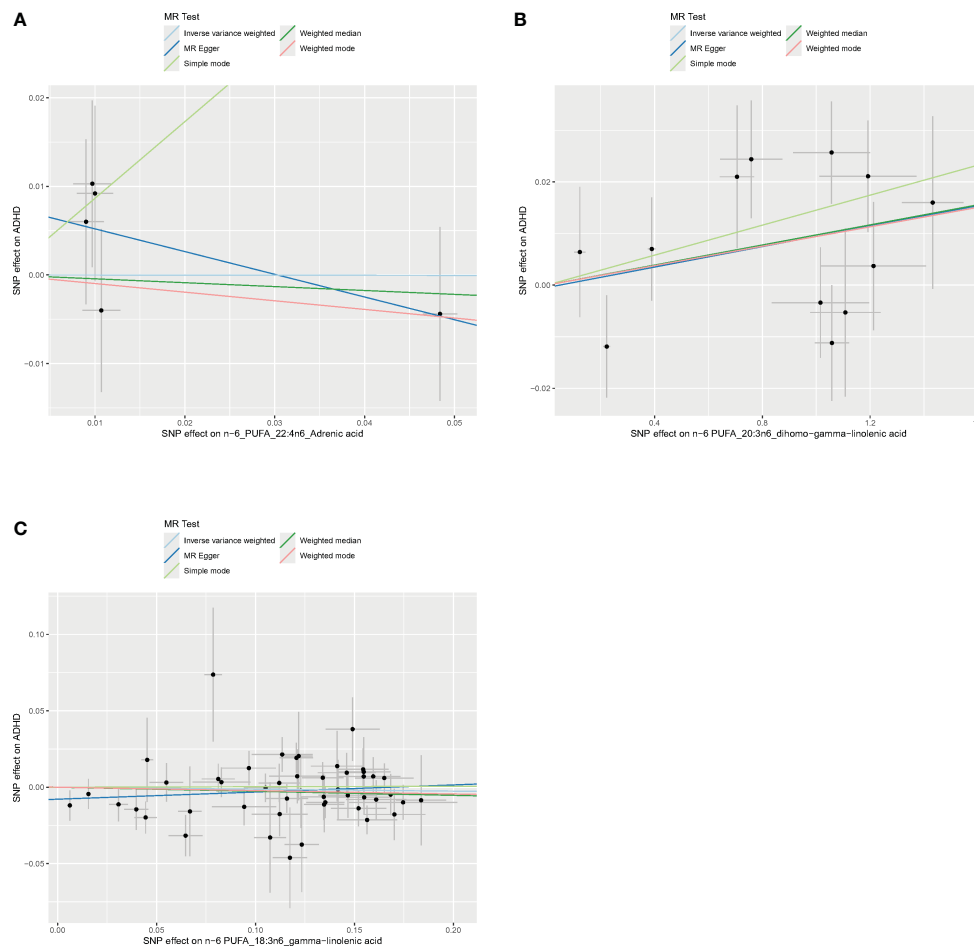 A
MR Test
Inverse variance weighted
Weighted median
MR Egger
Weighted mode
Simple mode
0.02
0.01
0.00
−0.01
SNP effect on ADHD
0.01
0.02
0.03
0.04
0.05
SNP effect on n−6_PUFA_22:4n6_Adrenic acid
B
MR Test
Inverse variance weighted
Weighted median
MR Egger
Weighted mode
Simple mode
0.02
0.00
−0.02
SNP effect on ADHD
0.4
0.8
1.2
SNP effect on n−6 PUFA_20:3n6_dihomo−gamma−linolenic acid
C
MR Test
Inverse variance weighted
Weighted median
MR Egger
Weighted mode
Simple mode
0.10
0.05
0.00
−0.05
SNP effect on ADHD
0.00
0.05
0.10
0.15
0.20
SNP effect on n−6 PUFA_18:3n6_gamma−linolenic acid